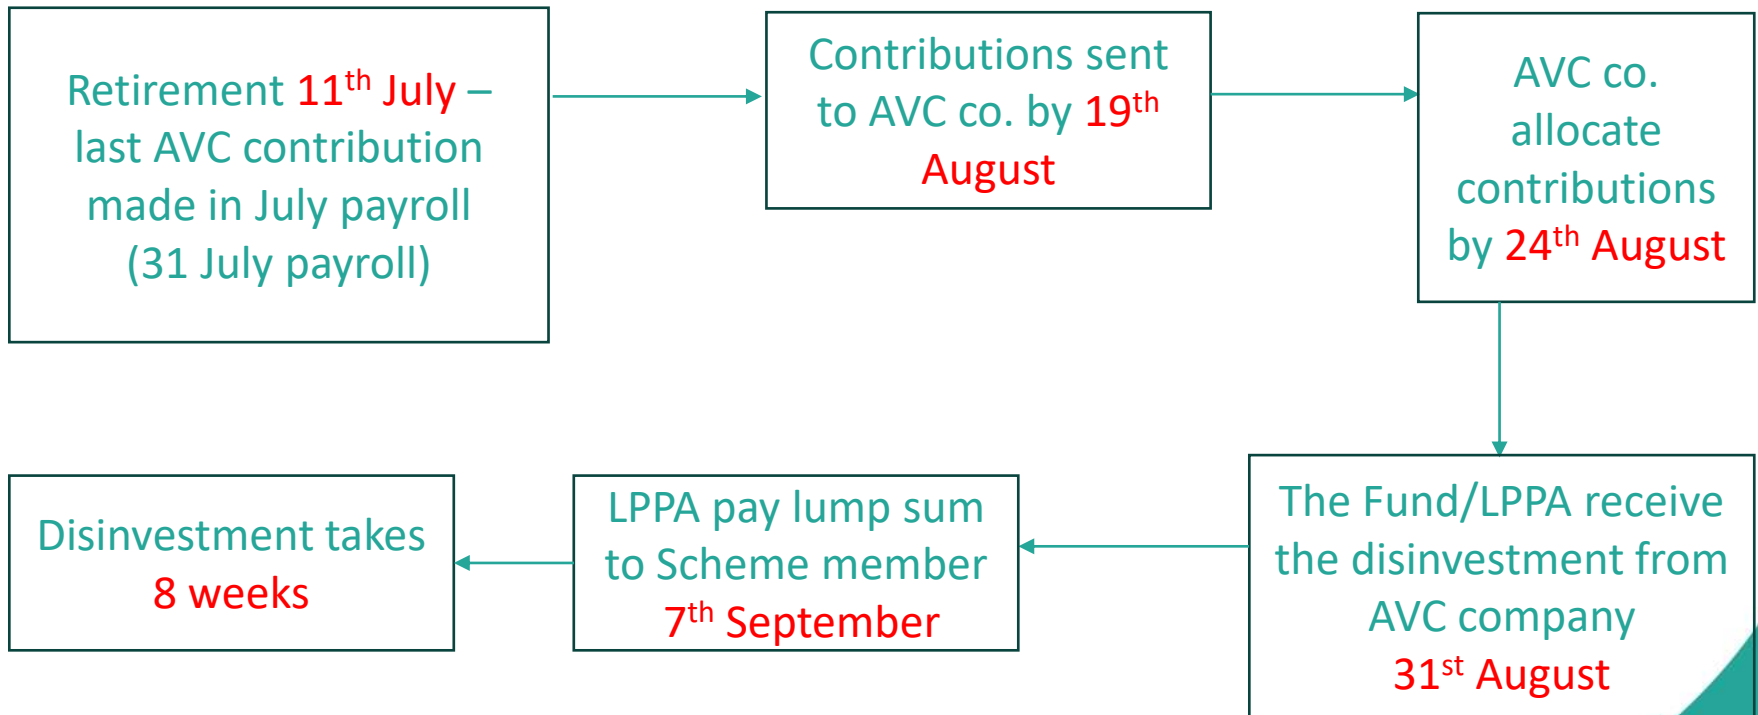 Retirement 11th July –
last AVC contribution
made in July payroll
(31 July payroll)
Contributions sent
to AVC co. by 19th
August
AVC co.
allocate
contributions
by 24th August
The Fund/LPPA receive
the disinvestment from
AVC company
31st August
LPPA pay lump sum
to Scheme member
7th September
Disinvestment takes
8 weeks